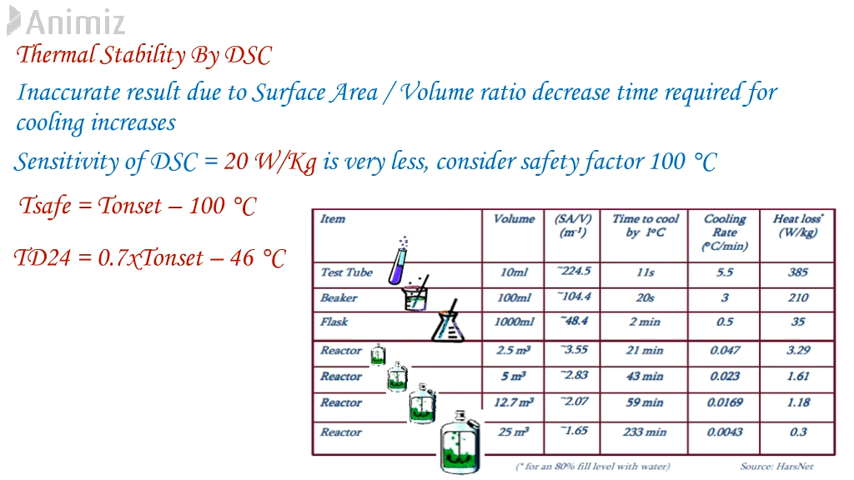 Animiz
Thermal Stability By DSC
Inaccurate result due to Surface Area / Volume ratio decrease time required for
cooling increases
Sensitivity of DSC = 20 W/Kg is very less, consider safety factor 100 °C
Tsafe = Tonset – 100 °C
TD24 = 0.7xTonset – 46 °C
Item Volume (SA/V) (m⁻¹) Time to cool by 1°C Cooling Rate (°C/min) Heat loss* (W/kg)
Test Tube 10ml ~224.5 11s 5.5 385
Beaker 100ml ~104.4 20s 3 210
Flask 1000ml ~48.4 2 min 0.5 35
Reactor 2.5 m³ ~3.55 21 min 0.047 3.29
Reactor 5 m³ ~2.83 43 min 0.023 1.61
Reactor 12.7 m³ ~2.07 59 min 0.0169 1.18
Reactor 25 m³ ~1.65 233 min 0.0043 0.3
(* for an 80% fill level with water) Source: HarsNet